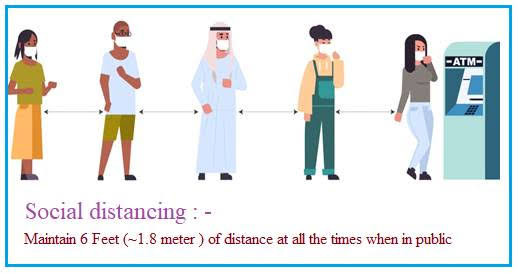 ATM
Social distancing : -
Maintain 6 Feet (~1.8 meter ) of distance at all the times when in public